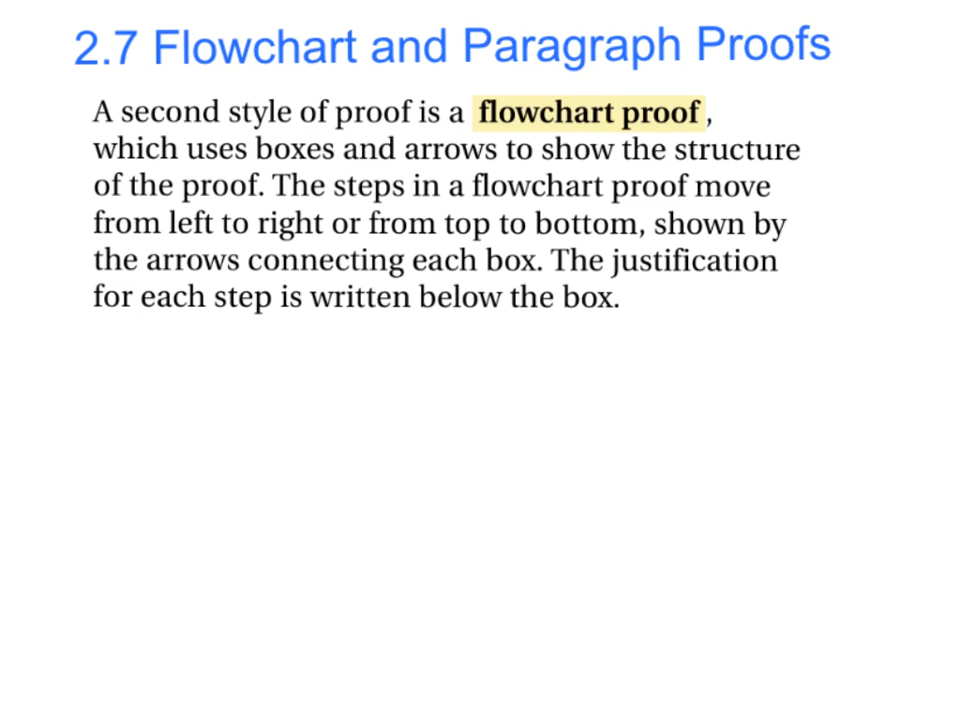 2.7 Flowchart and Paragraph Proofs
A second style of proof is a flowchart proof,
which uses boxes and arrows to show the structure
of the proof. The steps in a flowchart proof move
from left to right or from top to bottom, shown by
the arrows connecting each box. The justification
for each step is written below the box.